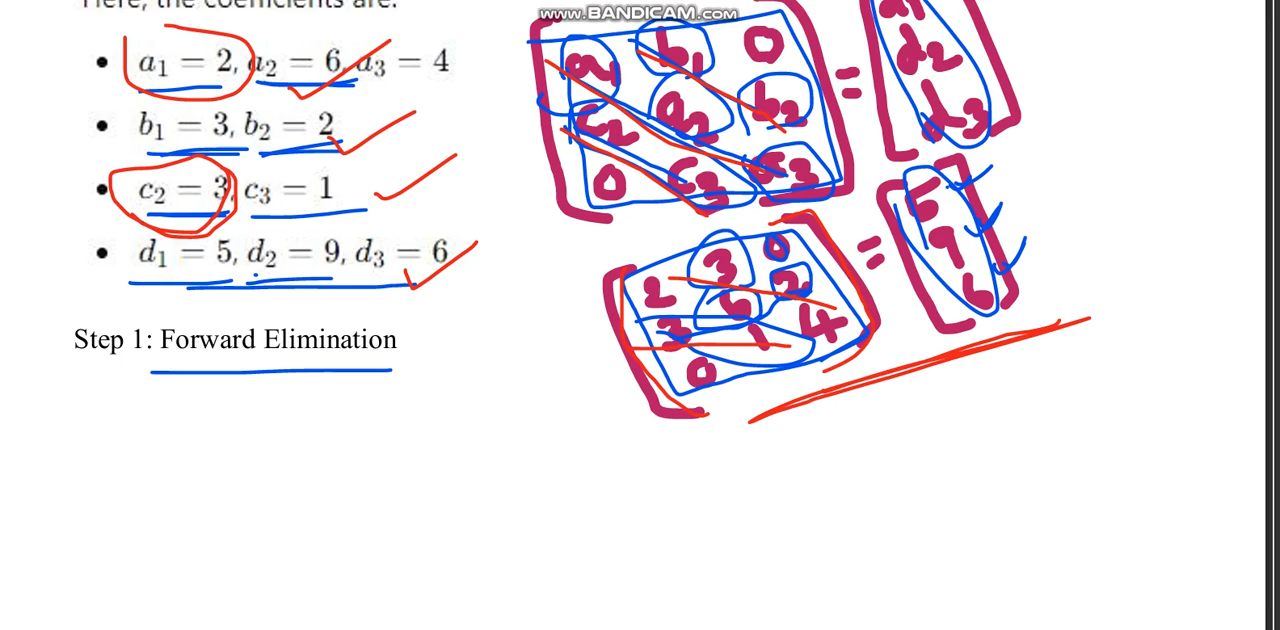 Here, the coefficients are:
www.BANDICAM.com
• a₁ = 2, a₂ = 6, a₃ = 4
• b₁ = 3, b₂ = 2
• c₂ = 3, c₃ = 1
• d₁ = 5, d₂ = 9, d₃ = 6
Step 1: Forward Elimination
a₁ b₁ 0
c₂ a₂ b₂
0 c₃ a₃
=
d₁
d₂
d₃
2 3 0
3 6 2
0 1 4
=
5
9
6